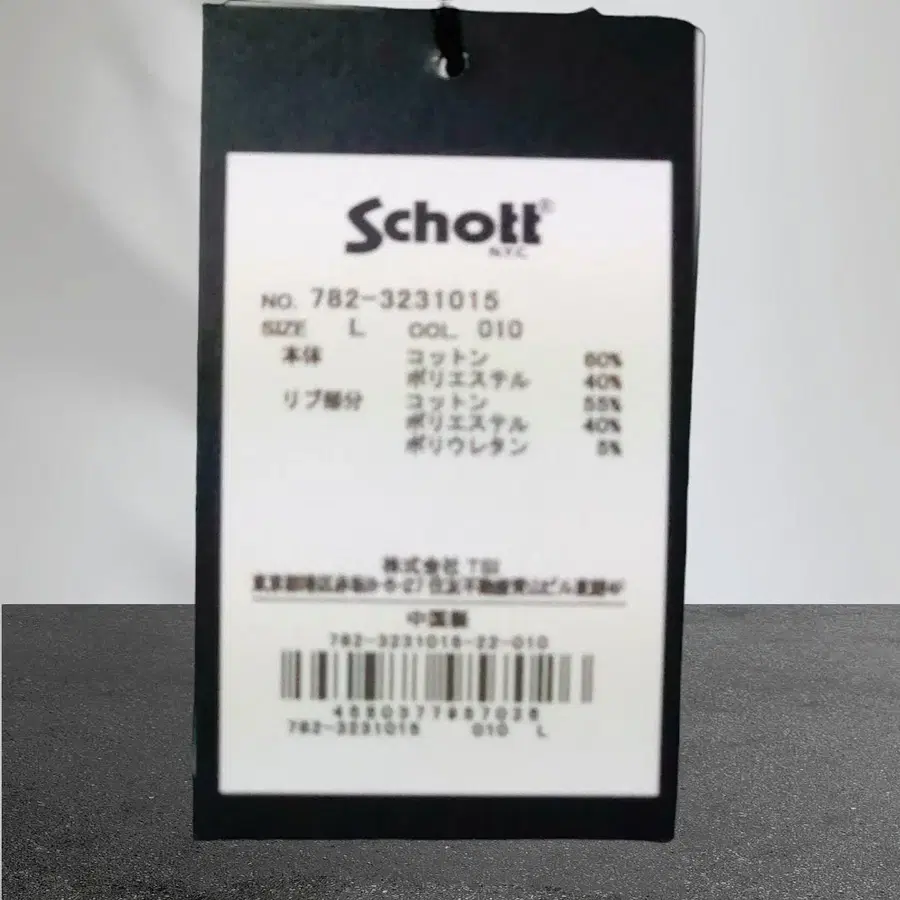 Schott®
N.Y.C
NO. 782-3231015
SIZE L COL. 010
本体 コットン 60%
ポリエステル 40%
リブ部分 コットン 55%
ポリエステル 40%
ポリウレタン 5%
株式会社 TSI
中国製
782-3231015-22-010
782-3231015 010 L